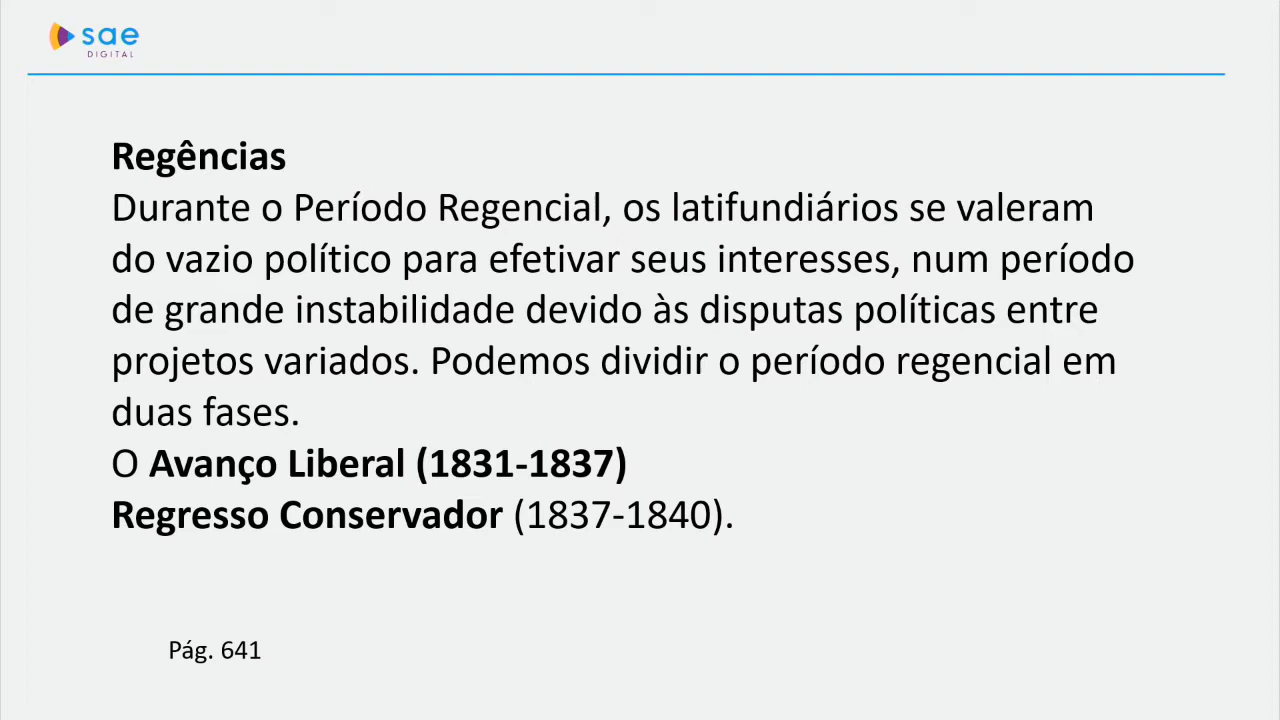 sae
DIGITAL
Regências
Durante o Período Regencial, os latifundiários se valeram
do vazio político para efetivar seus interesses, num período
de grande instabilidade devido às disputas políticas entre
projetos variados. Podemos dividir o período regencial em
duas fases.
O Avanço Liberal (1831-1837)
Regresso Conservador (1837-1840).
Pág. 641